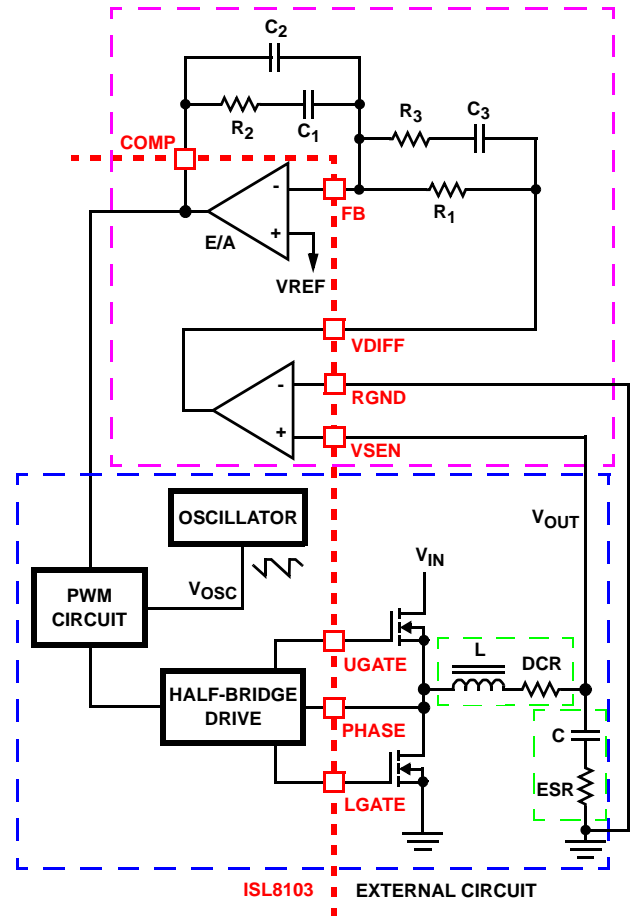 C2
R2
C1
R3
C3
COMP
-
+
E/A
FB
R1
VREF
VDIFF
-
RGND
+
VSEN
OSCILLATOR
VOUT
VIN
PWM
CIRCUIT
VOSC
UGATE
L
DCR
HALF-BRIDGE
DRIVE
PHASE
C
ESR
LGATE
ISL8103
EXTERNAL CIRCUIT